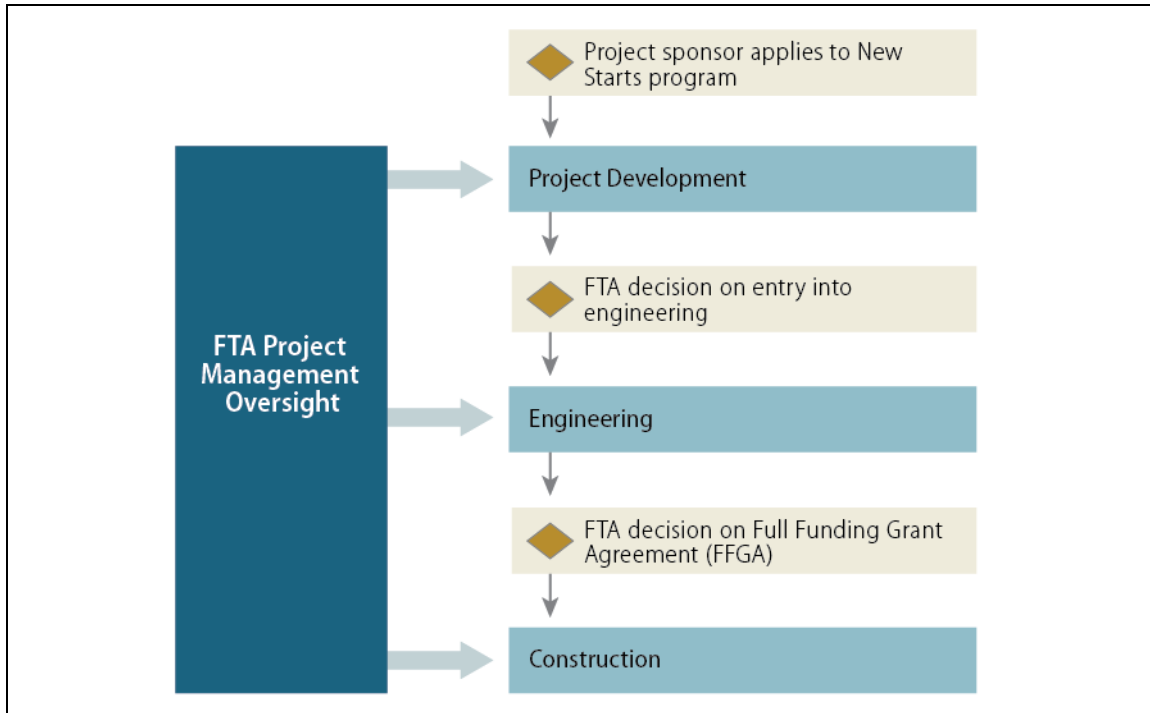 Project sponsor applies to New
Starts program
Project Development
FTA decision on entry into
engineering
FTA Project
Management
Oversight
Engineering
FTA decision on Full Funding Grant
Agreement (FFGA)
Construction